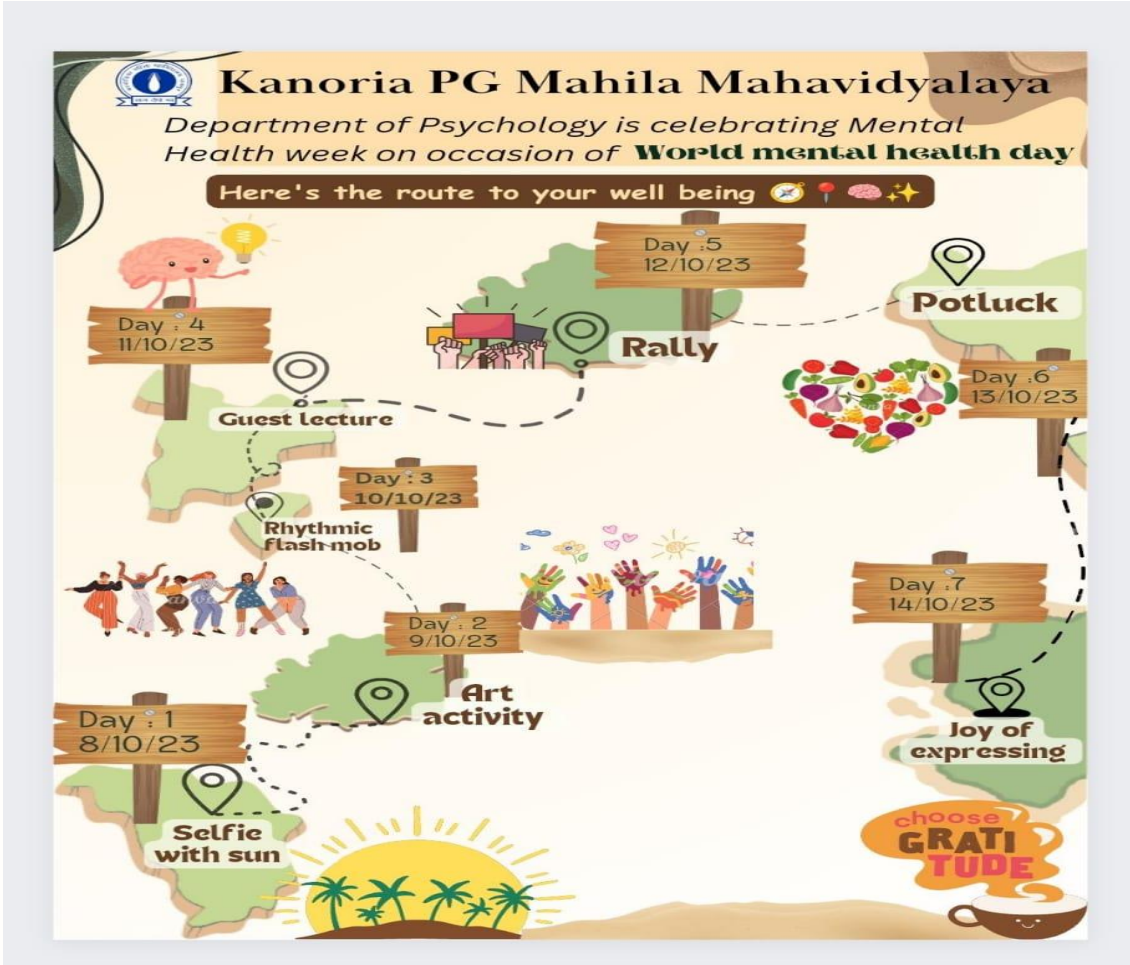 Kanoria PG Mahila Mahavidyalaya
Department of Psychology is celebrating Mental
Health week on occasion of World mental health day
Here's the route to your well being
Day : 1
8/10/23
Selfie
with sun
Day : 2
9/10/23
Art
activity
Day : 3
10/10/23
Rhythmic
flash mob
Day : 4
11/10/23
Guest lecture
Day :5
12/10/23
Rally
Potluck
Day :6
13/10/23
Day :7
14/10/23
Joy of
expressing
choose
GRATI
TUDE